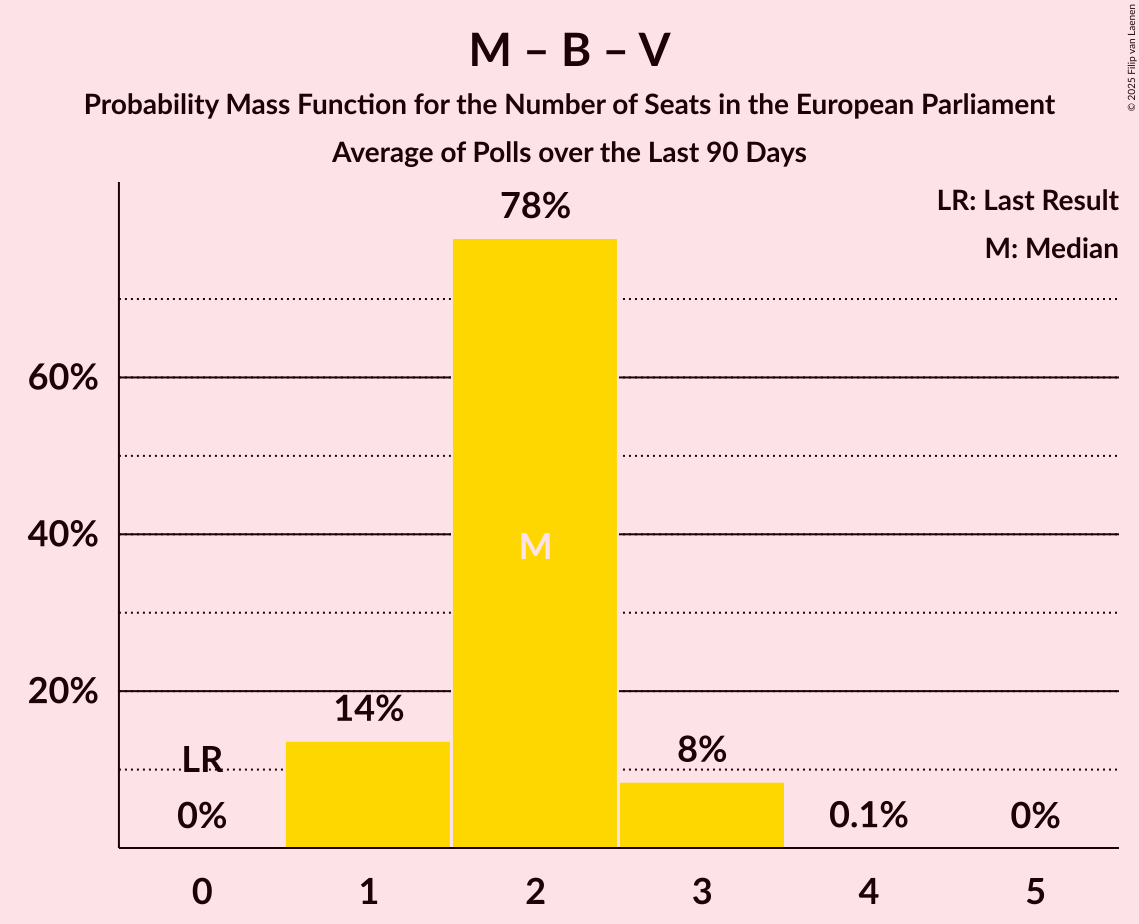 M – B – V
Probability Mass Function for the Number of Seats in the European Parliament
Average of Polls over the Last 90 Days
© 2025 Filip van Laenen
LR: Last Result
M: Median
78%
60%
40%
M
20%
14%
LR
8%
0%
0.1%
0%
0 1 2 3 4 5